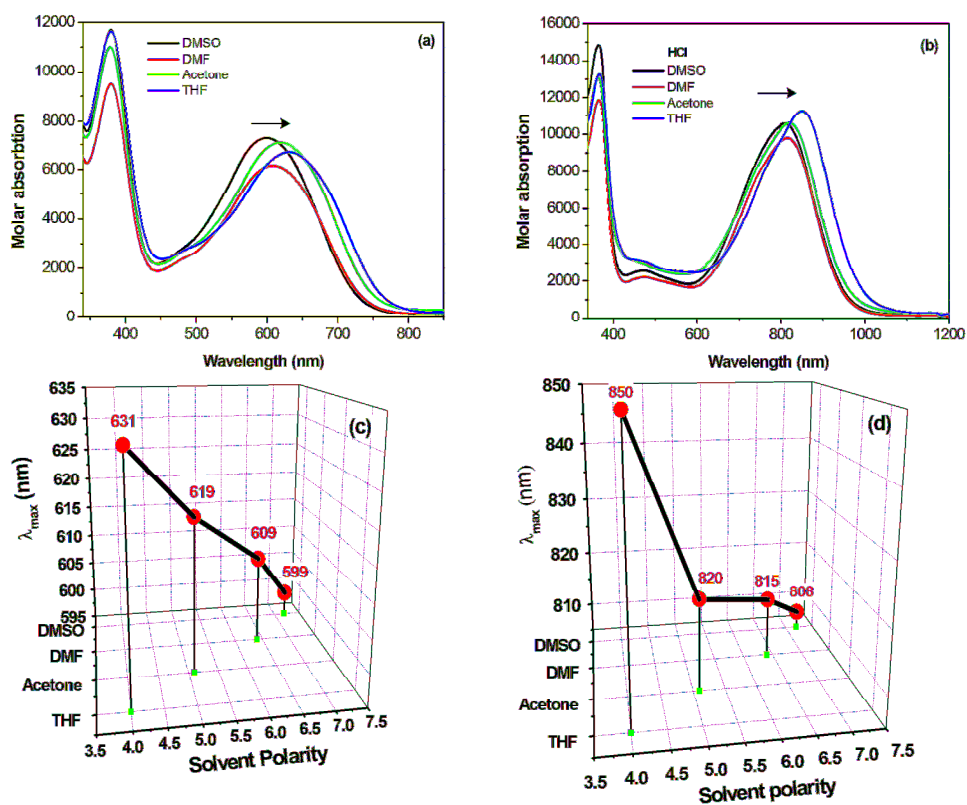 12000
10000
8000
6000
4000
2000
0
Molar absorption
DMSO
DMF
Acetone
THF
(a)
400
500
600
700
800
Wavelength (nm)
16000
14000
12000
10000
8000
6000
4000
2000
0
Molar absorption
HCl
DMSO
DMF
Acetone
THF
(b)
400
600
800
1000
1200
Wavelength (nm)
635
630
625
620
615
610
605
600
595
λmax (nm)
(c)
631
619
609
599
DMSO
DMF
Acetone
THF
3.5 4.0 4.5 5.0 5.5 6.0 6.5 7.0 7.5
Solvent Polarity
850
840
830
820
810
λmax (nm)
(d)
850
820
815
808
DMSO
DMF
Acetone
THF
3.5 4.0 4.5 5.0 5.5 6.0 6.5 7.0 7.5
Solvent polarity